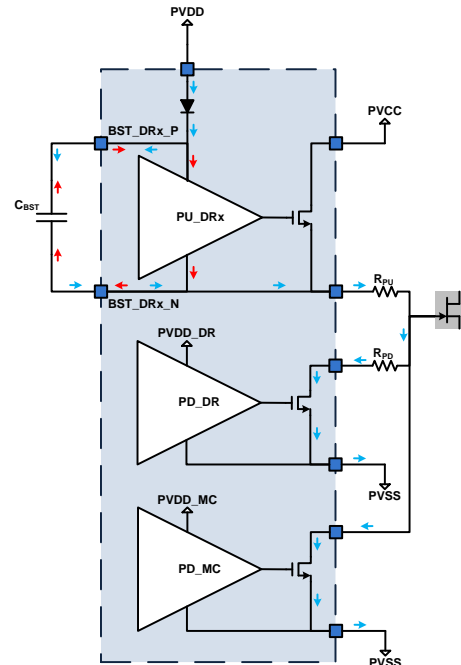 PVDD
BST_DRx_P
PVCC
CBST
PU_DRx
BST_DRx_N
RPU
PVDD_DR
RPD
PD_DR
PVSS
PVDD_MC
PD_MC
PVSS